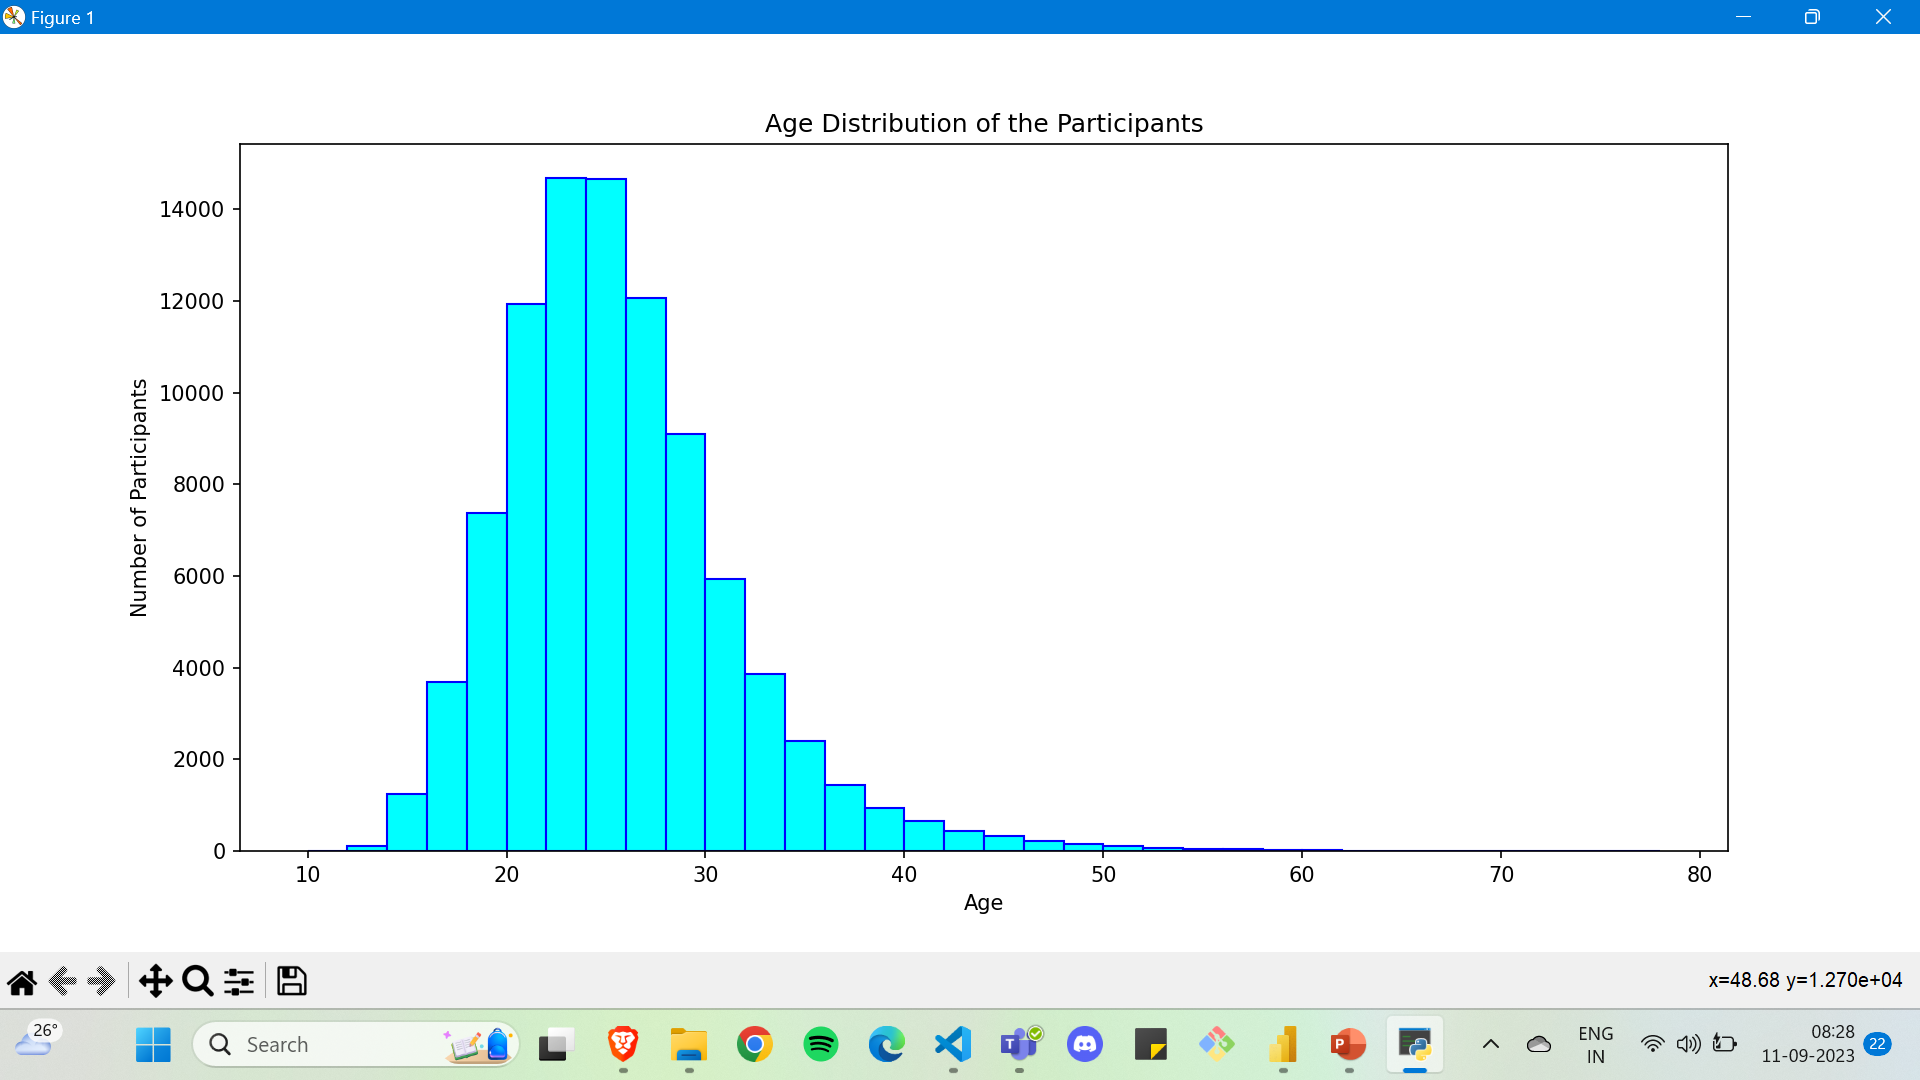 Figure 1
Age Distribution of the Participants
14000
12000
10000
8000
6000
4000
2000
0
Number of Participants
10 20 30 40 50 60 70 80
Age
x=48.68 y=1.270e+04
26°
Search
T
P
ENG
IN
08:28
11-09-2023
22